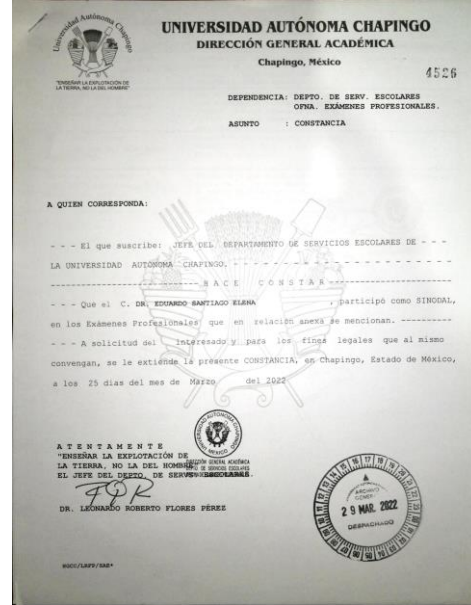 Universidad Autónoma Chapingo
"ENSEÑAR LA EXPLOTACIÓN DE
LA TIERRA, NO LA DEL HOMBRE"
UNIVERSIDAD AUTÓNOMA CHAPINGO
DIRECCIÓN GENERAL ACADÉMICA
Chapingo, México
4526
DEPENDENCIA: DEPTO. DE SERV. ESCOLARES
OFNA. EXÁMENES PROFESIONALES.
ASUNTO : CONSTANCIA
A QUIEN CORRESPONDA:
- - - El que suscribe: JEFE DEL DEPARTAMENTO DE SERVICIOS ESCOLARES DE - - -
LA UNIVERSIDAD AUTÓNOMA CHAPINGO. - - - - - - - - - - - - - - - - - - - -
-------------------------- H A C E   C O N S T A R --------------------
- - - Que el C. DR. EDUARDO SANTIAGO ELENA , participó como SINODAL,
en los Exámenes Profesionales que en relación anexa se mencionan. ----------
- - - A solicitud del interesado y para los fines legales que al mismo
convengan, se le extiende la presente CONSTANCIA, en Chapingo, Estado de México,
a los 25 días del mes de Marzo del 2022
A T E N T A M E N T E
"ENSEÑAR LA EXPLOTACIÓN DE
LA TIERRA, NO LA DEL HOMBRE"
EL JEFE DEL DEPTO. DE SERV. ESCOLARES.
DIRECCIÓN GENERAL ACADÉMICA
DEPTO. DE SERVICIOS ESCOLARES
DR. LEONARDO ROBERTO FLORES PÉREZ
ARCHIVO
29 MAR. 2022
DESPACHADO